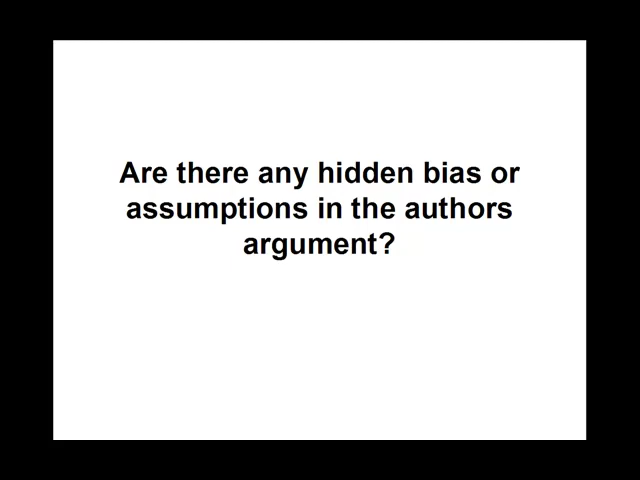 Are there any hidden bias or
assumptions in the authors
argument?